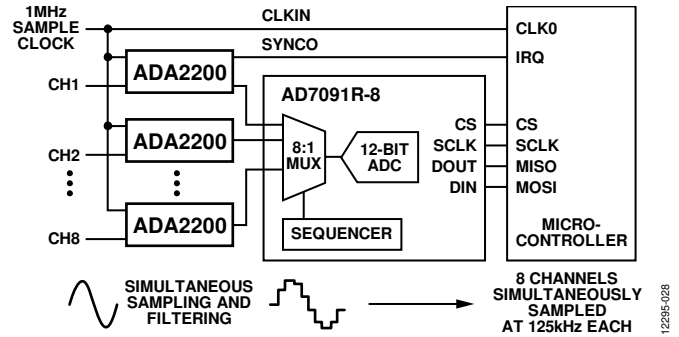 1MHz
SAMPLE
CLOCK
CLKIN
SYNCO
CLK0
IRQ
ADA2200
CH1
AD7091R-8
ADA2200
CH2
8:1
MUX
12-BIT
ADC
CS
SCLK
DOUT
DIN
CS
SCLK
MISO
MOSI
ADA2200
CH8
SEQUENCER
MICRO-
CONTROLLER
SIMULTANEOUS
SAMPLING AND
FILTERING
8 CHANNELS
SIMULTANEOUSLY
SAMPLED
AT 125kHz EACH
12295-028